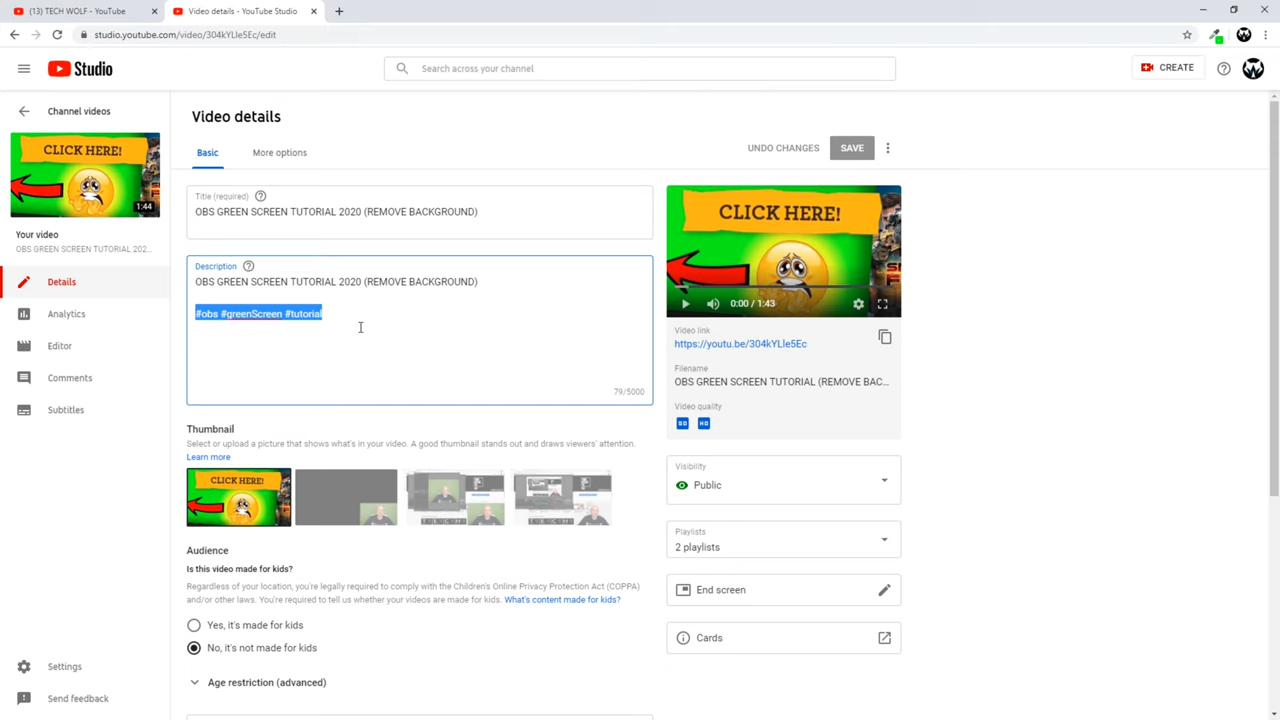 (13) TECH WOLF - YouTube
Video details - YouTube Studio
studio.youtube.com/video/304kYLle5Ec/edit
Studio
Search across your channel
CREATE
Channel videos
CLICK HERE!
1:44
Your video
OBS GREEN SCREEN TUTORIAL 202...
Details
Analytics
Editor
Comments
Subtitles
Settings
Send feedback
Video details
Basic
More options
UNDO CHANGES
SAVE
Title (required)
OBS GREEN SCREEN TUTORIAL 2020 (REMOVE BACKGROUND)
Description
OBS GREEN SCREEN TUTORIAL 2020 (REMOVE BACKGROUND)
#obs #greenScreen #tutorial
79/5000
Thumbnail
Select or upload a picture that shows what's in your video. A good thumbnail stands out and draws viewers' attention.
Learn more
CLICK HERE!
Audience
Is this video made for kids?
Regardless of your location, you're legally required to comply with the Children's Online Privacy Protection Act (COPPA)
and/or other laws. You're required to tell us whether your videos are made for kids. What's content made for kids?
Yes, it's made for kids
No, it's not made for kids
Age restriction (advanced)
CLICK HERE!
0:00 / 1:43
Video link
https://youtu.be/304kYLle5Ec
Filename
OBS GREEN SCREEN TUTORIAL (REMOVE BAC...
Video quality
SD HD
Visibility
Public
Playlists
2 playlists
End screen
Cards